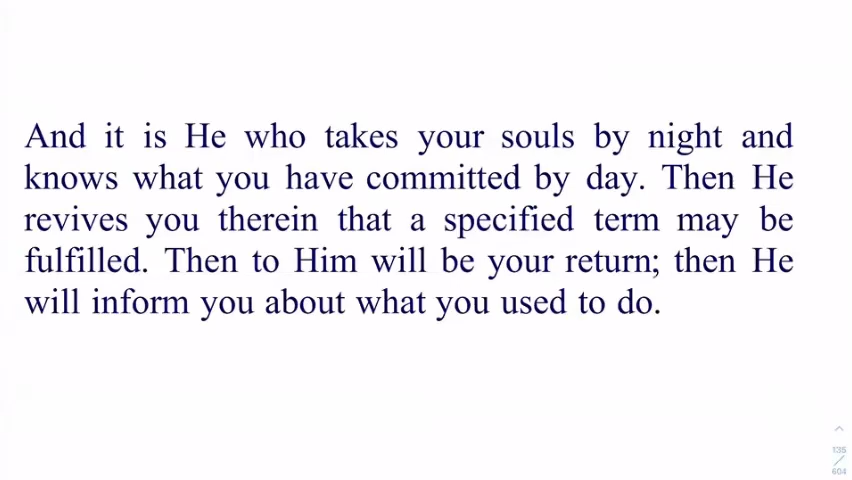 And it is He who takes your souls by night and
knows what you have committed by day. Then He
revives you therein that a specified term may be
fulfilled. Then to Him will be your return; then He
will inform you about what you used to do.
135
604